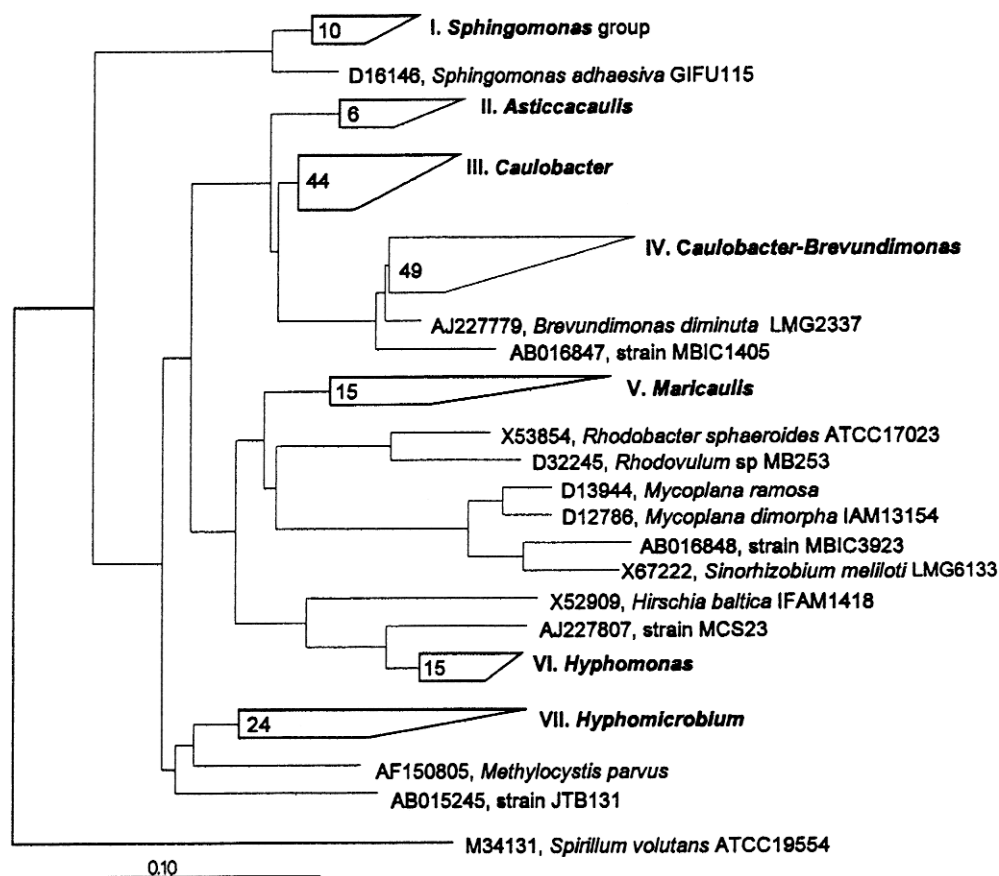 10 I. Sphingomonas group
D16146, Sphingomonas adhaesiva GIFU115
6 II. Asticcacaulis
44 III. Caulobacter
49 IV. Caulobacter-Brevundimonas
AJ227779, Brevundimonas diminuta LMG2337
AB016847, strain MBIC1405
15 V. Maricaulis
X53854, Rhodobacter sphaeroides ATCC17023
D32245, Rhodovulum sp MB253
D13944, Mycoplana ramosa
D12786, Mycoplana dimorpha IAM13154
AB016848, strain MBIC3923
X67222, Sinorhizobium meliloti LMG6133
X52909, Hirschia baltica IFAM1418
AJ227807, strain MCS23
15 VI. Hyphomonas
24 VII. Hyphomicrobium
AF150805, Methylocystis parvus
AB015245, strain JTB131
M34131, Spirillum volutans ATCC19554
0.10